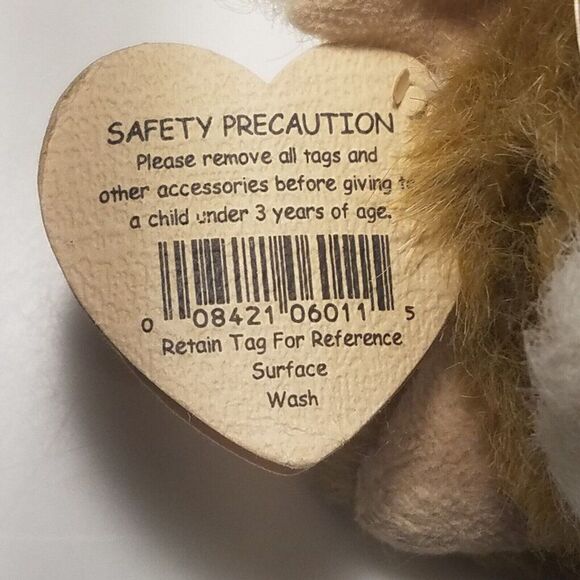 SAFETY PRECAUTION
Please remove all tags and
other accessories before giving to
a child under 3 years of age.
0 08421 06011 5
Retain Tag For Reference
Surface
Wash